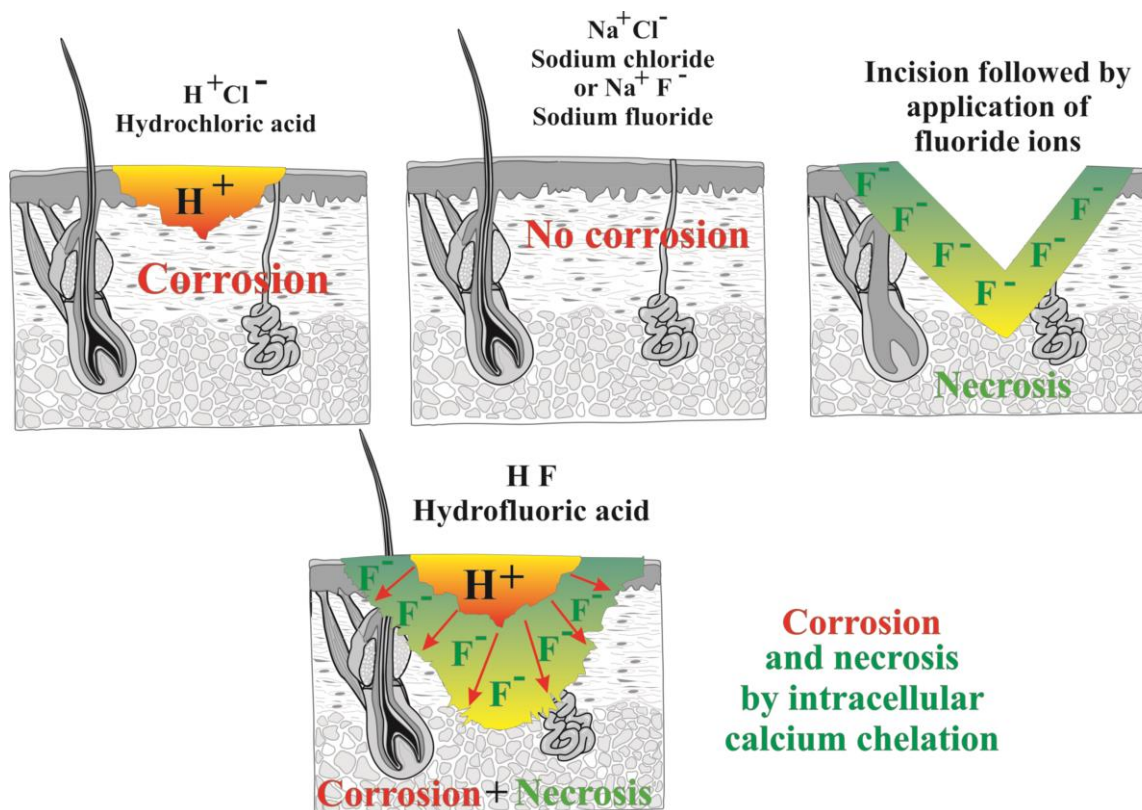 H⁺Cl⁻
Hydrochloric acid
H⁺
Corrosion
Na⁺Cl⁻
Sodium chloride
or Na⁺ F⁻
Sodium fluoride
No corrosion
Incision followed by
application of
fluoride ions
F⁻
F⁻
F⁻
F⁻
F⁻
F⁻
Necrosis
H F
Hydrofluoric acid
H⁺
F⁻
F⁻
F⁻
F⁻
F⁻
F⁻
Corrosion + Necrosis
Corrosion
and necrosis
by intracellular
calcium chelation